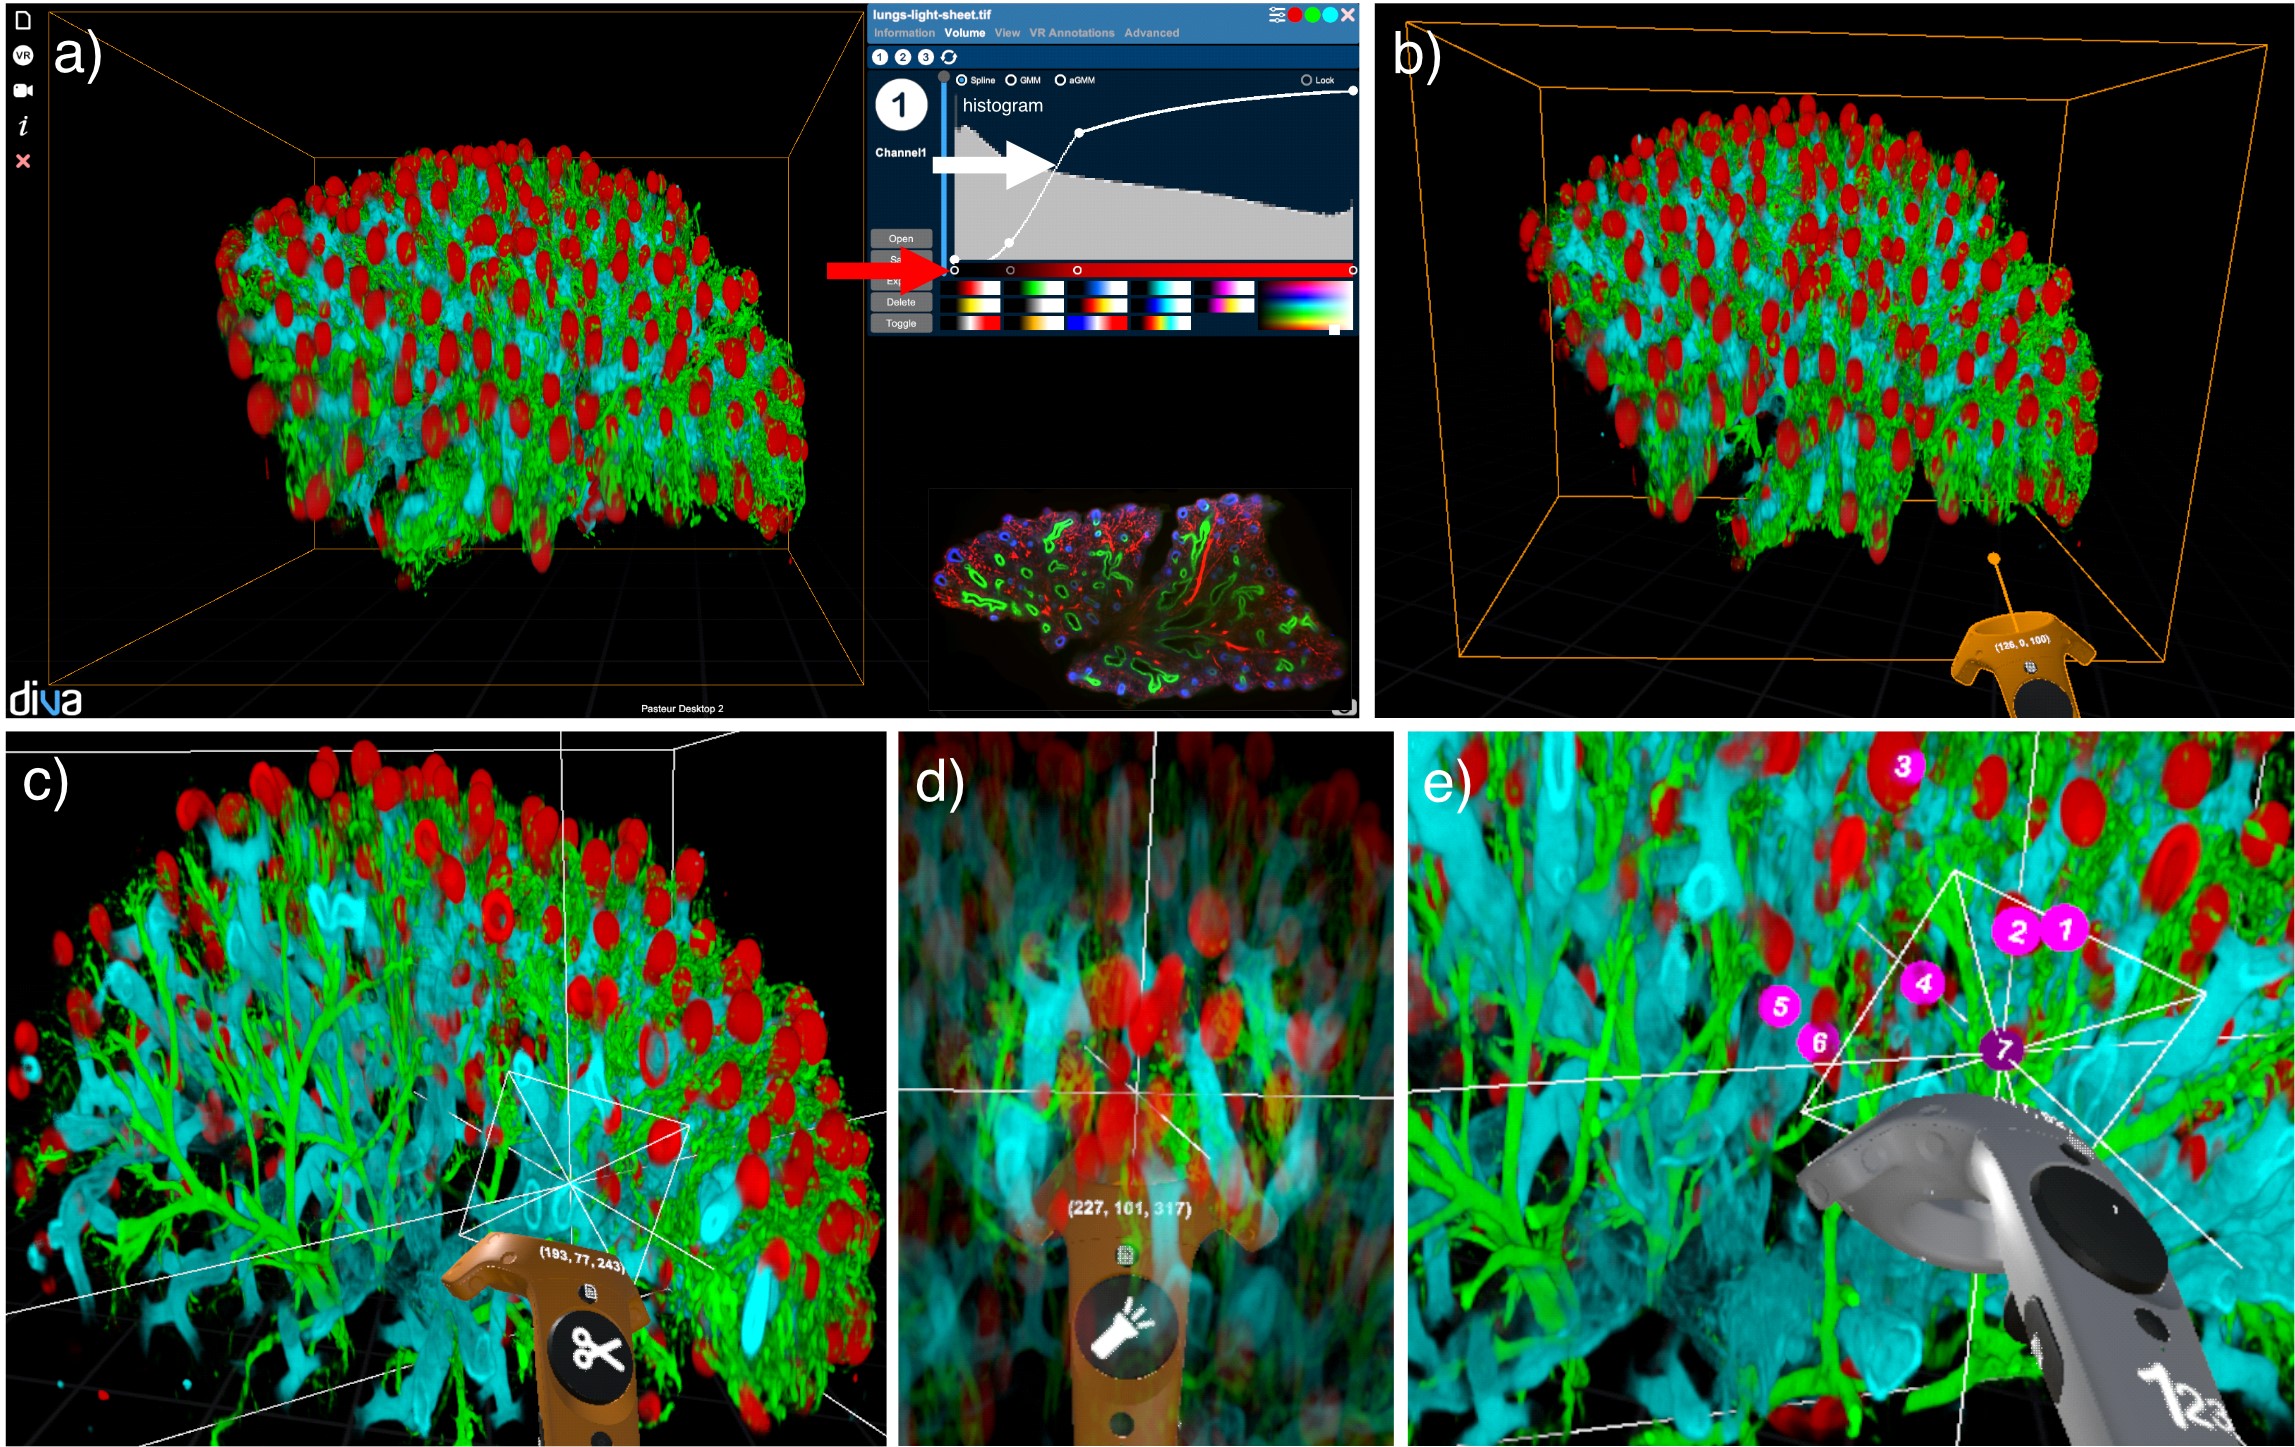 a)
VR
i
lungs-light-sheet.tif
Information Volume View VR Annotations Advanced
1 2 3
Spline GMM aGMM Lock
1
histogram
Channel1
Open
Delete
Toggle
diva
Pasteur Desktop 2
b)
(126, 0, 100)
c)
(193, 77, 243)
d)
(227, 101, 317)
e)
3
2 1
4
5
6
7
123